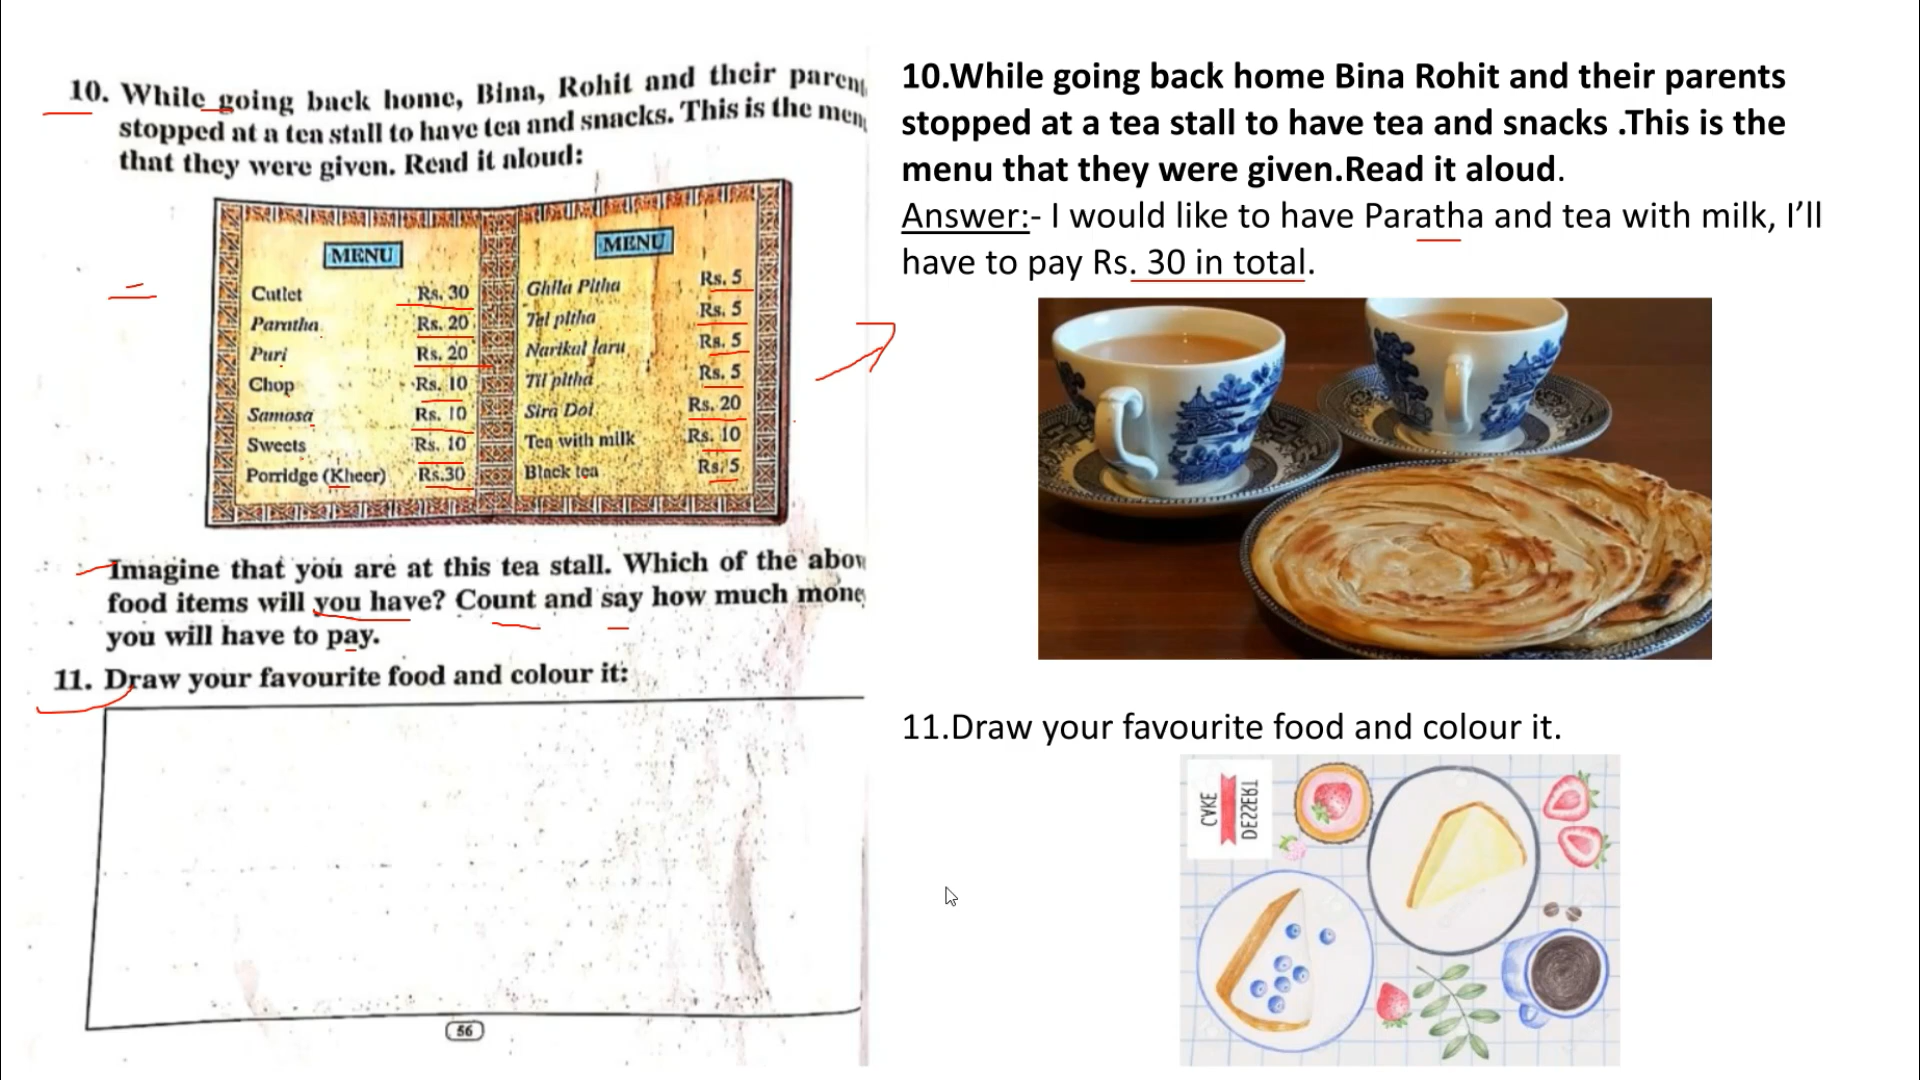 10. While going back home, Bina, Rohit and their parent
stopped at a tea stall to have tea and snacks. This is the men
that they were given. Read it aloud:
MENU
Cutlet Rs. 30
Paratha Rs. 20
Puri Rs. 20
Chop Rs. 10
Samosa Rs. 10
Sweets Rs. 10
Porridge (Kheer) Rs.30
MENU
Ghila Pitha Rs. 5
Tel pitha Rs. 5
Narikal laru Rs. 5
Til pitha Rs. 5
Sira Doi Rs. 20
Tea with milk Rs. 10
Black tea Rs. 5
Imagine that you are at this tea stall. Which of the abov
food items will you have? Count and say how much mone
you will have to pay.
11. Draw your favourite food and colour it:
56
10.While going back home Bina Rohit and their parents
stopped at a tea stall to have tea and snacks .This is the
menu that they were given.Read it aloud.
Answer:- I would like to have Paratha and tea with milk, I’ll
have to pay Rs. 30 in total.
11.Draw your favourite food and colour it.
CAKE
DESSERT